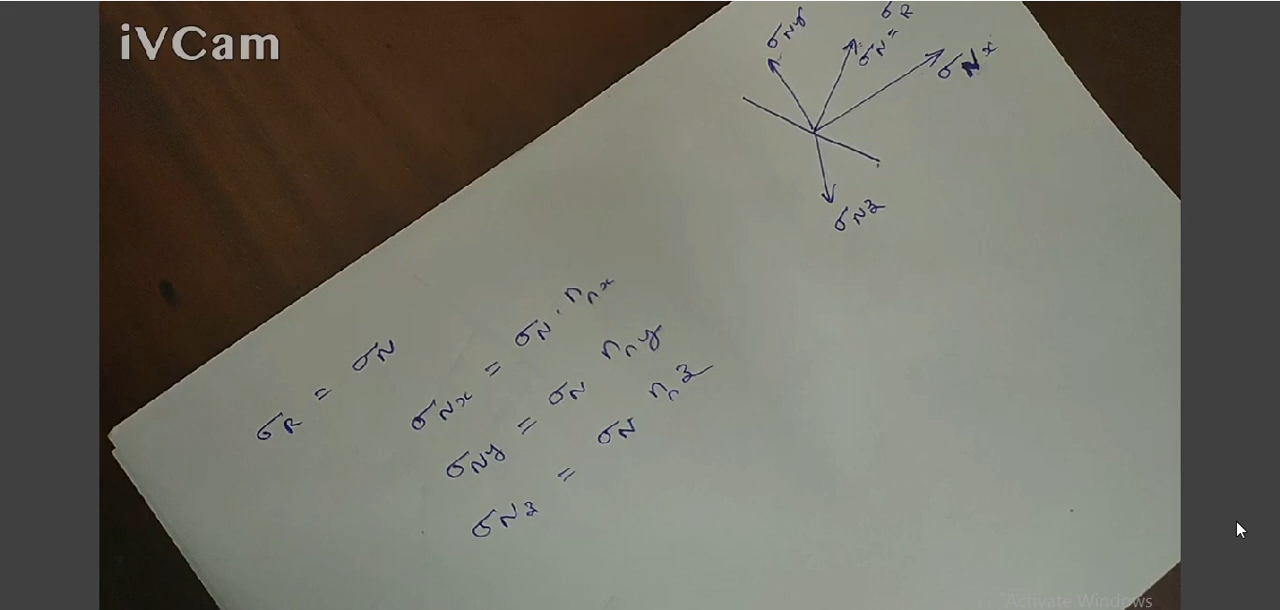 iVCam
σNy
σN = σR
σNx
σNz
σR = σN
σNx = σN · nnx
σNy = σN nny
σNz = σN nnz
Activate Windows